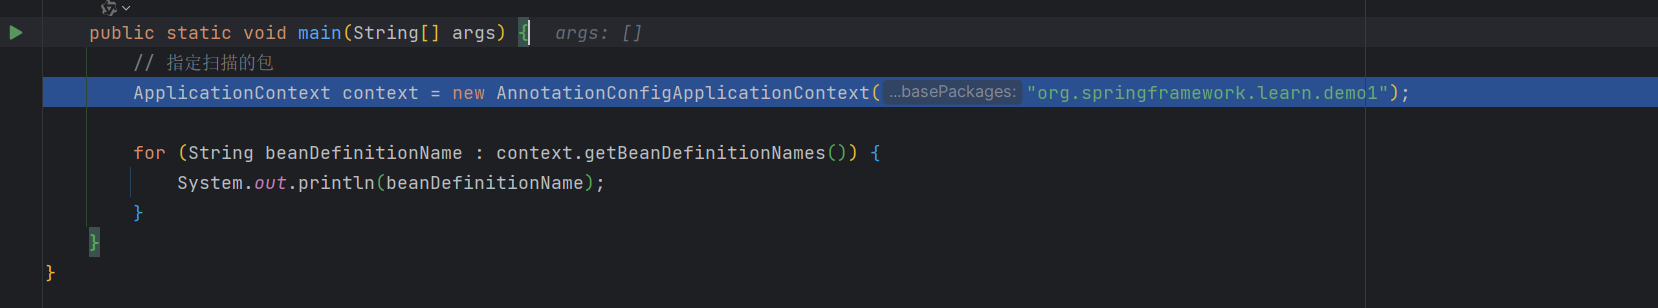 public static void main(String[] args) {   args: []
// 指定扫描的包
ApplicationContext context = new AnnotationConfigApplicationContext( ...basePackages: "org.springframework.learn.demo1");
for (String beanDefinitionName : context.getBeanDefinitionNames()) {
System.out.println(beanDefinitionName);
}
}
}